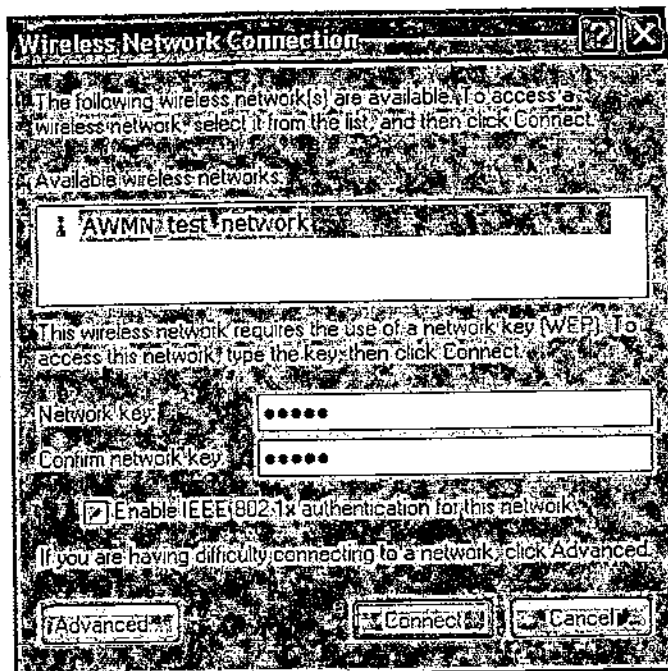 Wireless Network Connection
The following wireless network(s) are available. To access a
wireless network, select it from the list, and then click Connect.
Available wireless networks:
AWMN_test_network
This wireless network requires the use of a network key (WEP). To
access this network, type the key, then click Connect.
Network key:
●●●●●
Confirm network key:
●●●●●
Enable IEEE 802.1x authentication for this network
If you are having difficulty connecting to a network, click Advanced.
Advanced...
Connect
Cancel